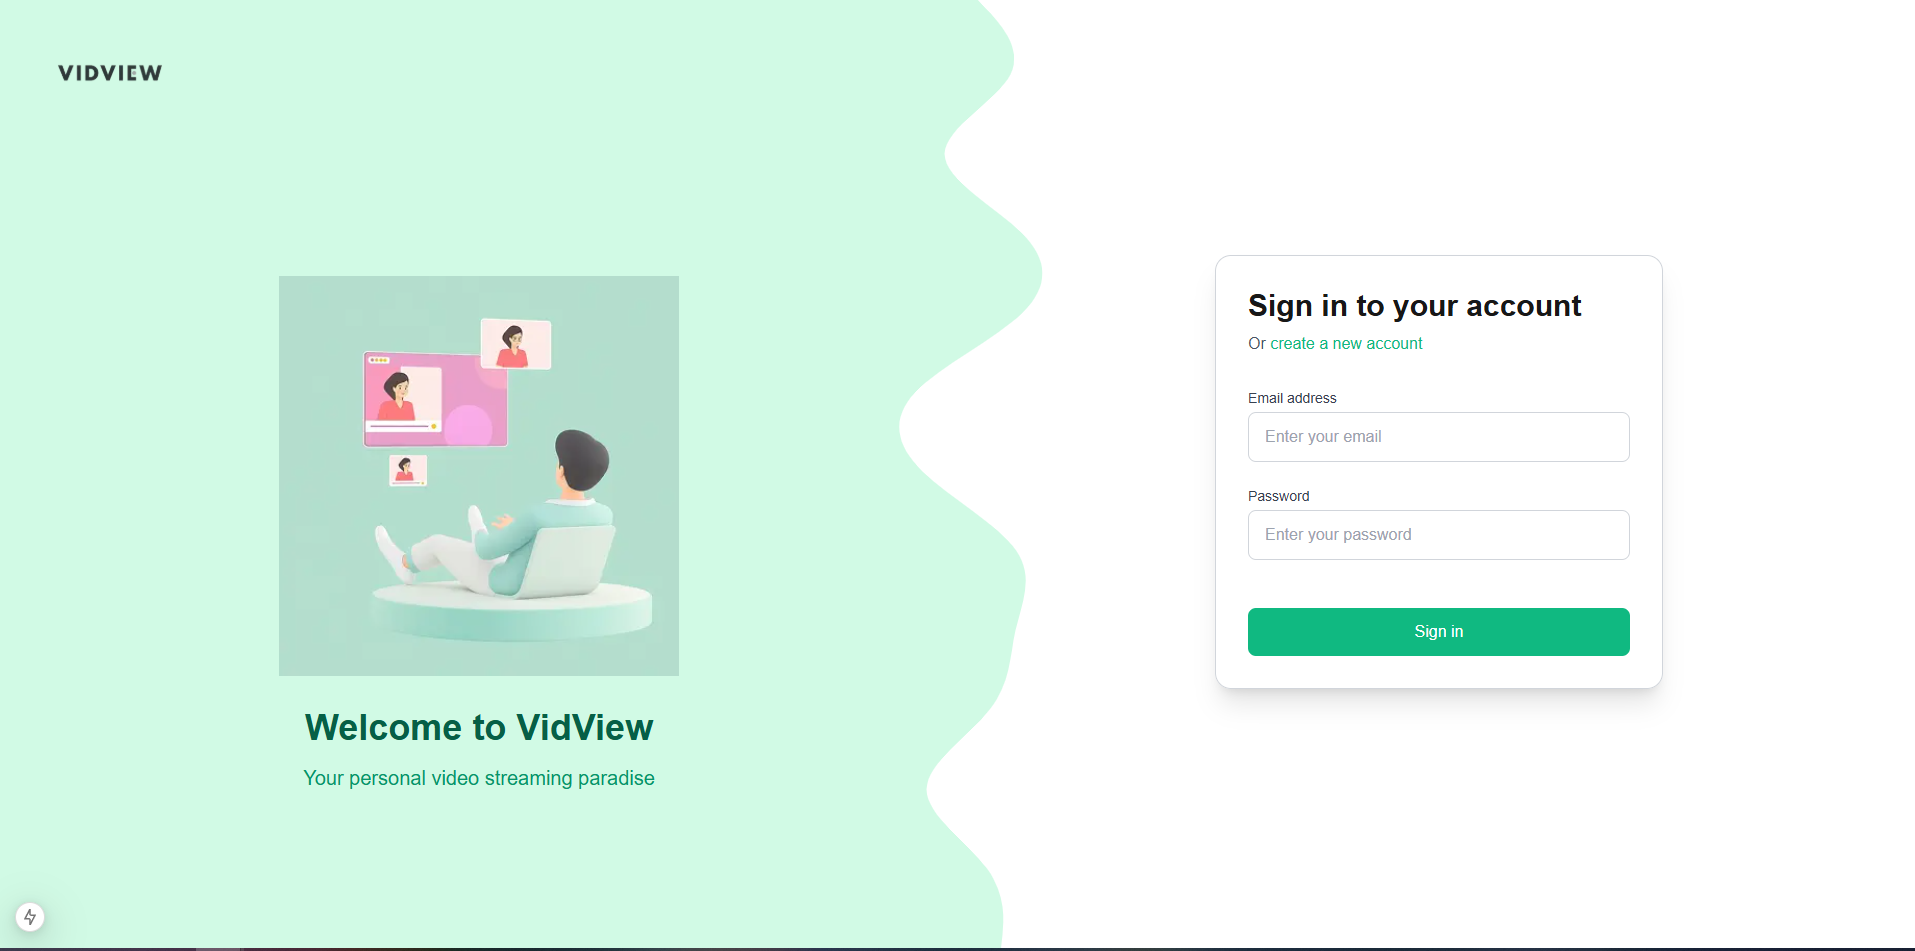 VIDVIEW
Welcome to VidView
Your personal video streaming paradise
Sign in to your account
Or create a new account
Email address
Enter your email
Password
Enter your password
Sign in